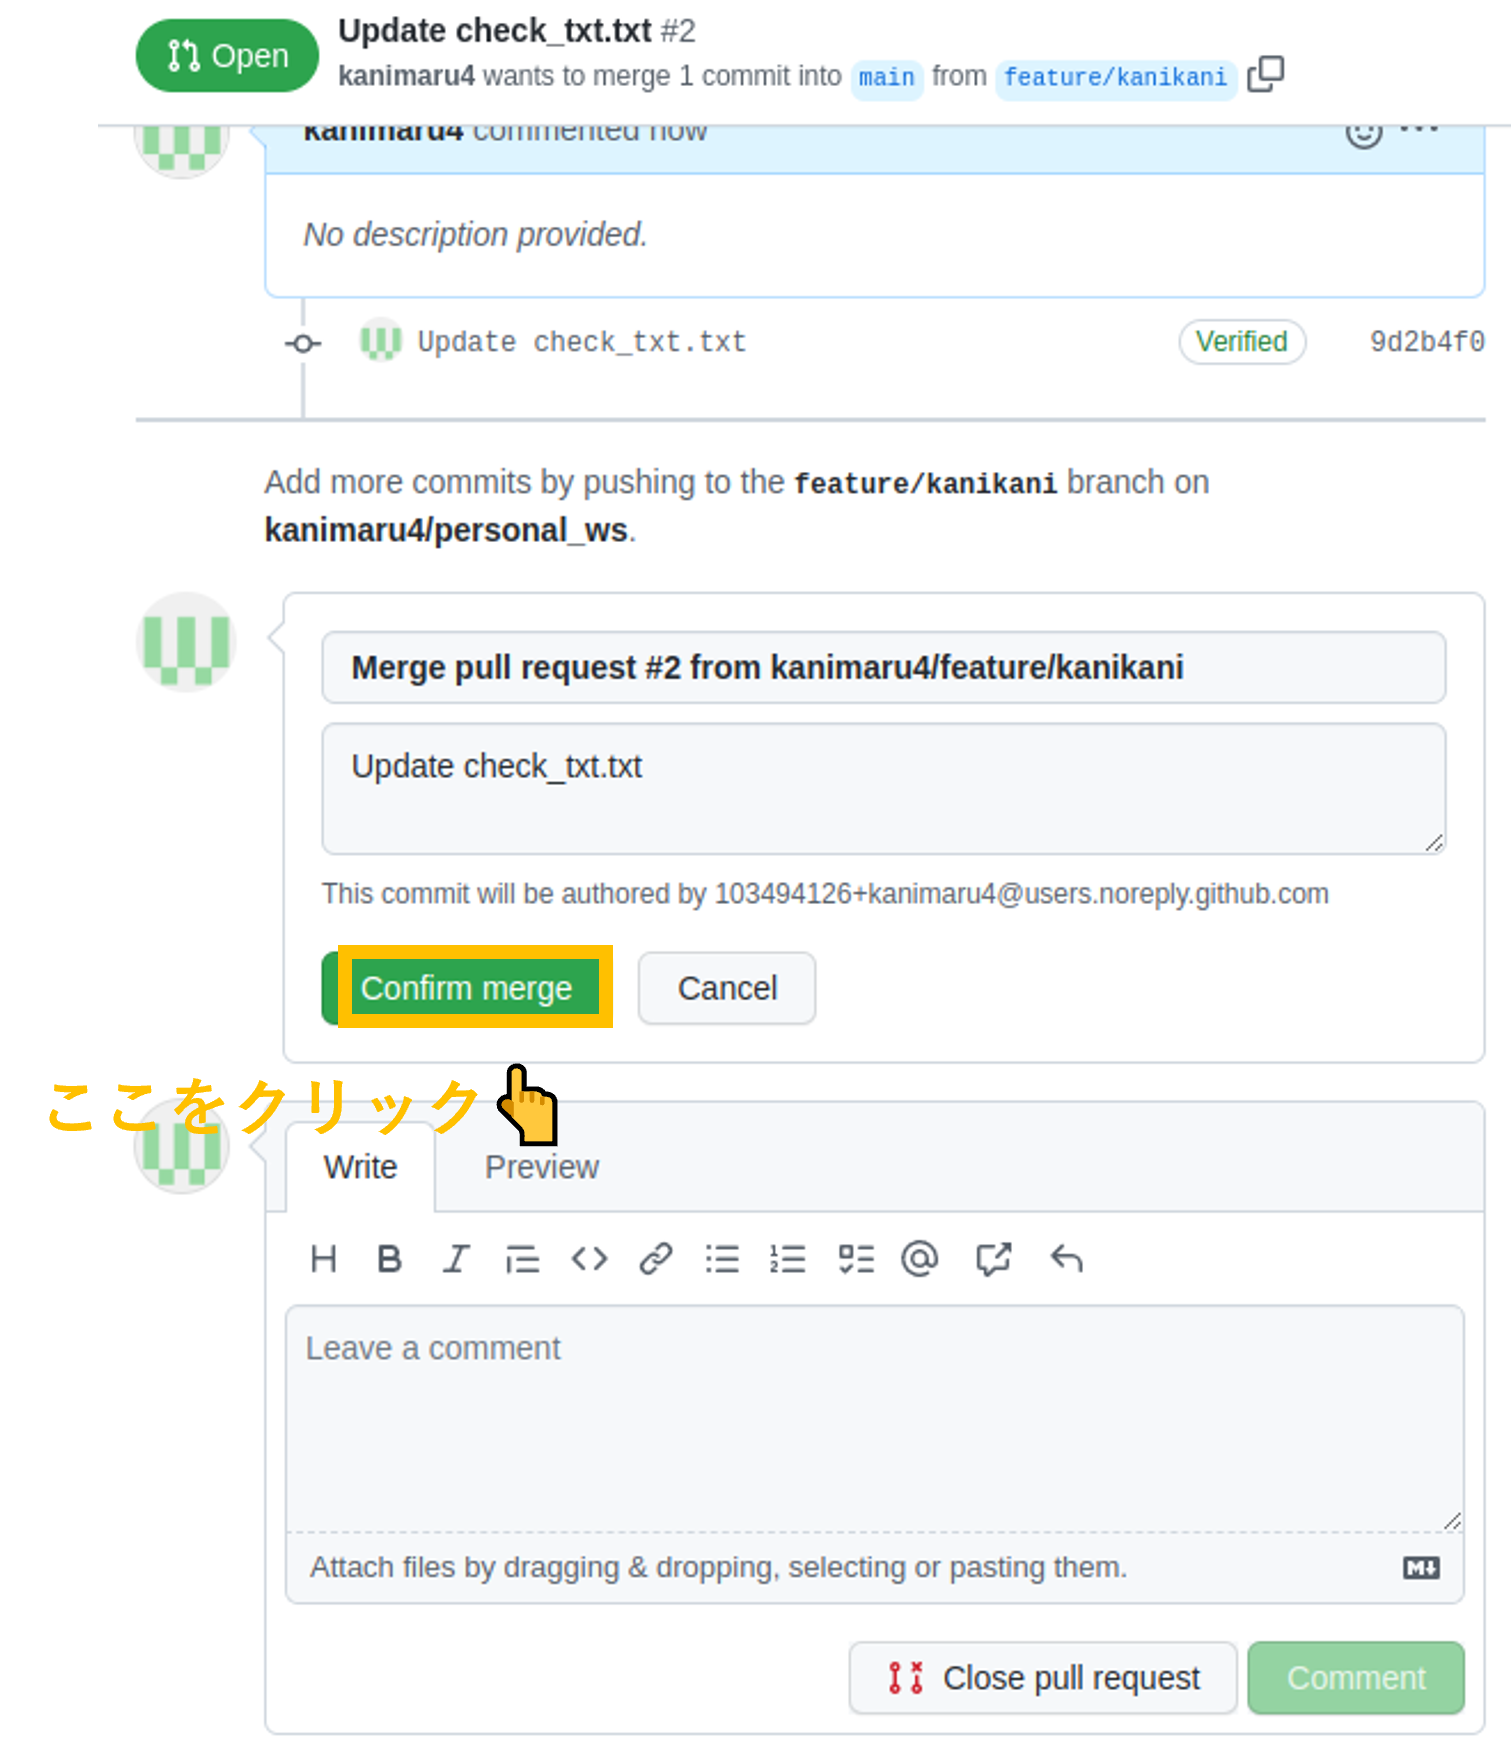 Open
Update check_txt.txt #2
kanimaru4 wants to merge 1 commit into main from feature/kanikani
kanimaru4 commented now
No description provided.
Update check_txt.txt Verified 9d2b4f0
Add more commits by pushing to the feature/kanikani branch on
kanimaru4/personal_ws.
Merge pull request #2 from kanimaru4/feature/kanikani
Update check_txt.txt
This commit will be authored by 103494126+kanimaru4@users.noreply.github.com
Confirm merge Cancel
ここをクリック
Write Preview
Leave a comment
Attach files by dragging & dropping, selecting or pasting them.
Close pull request Comment